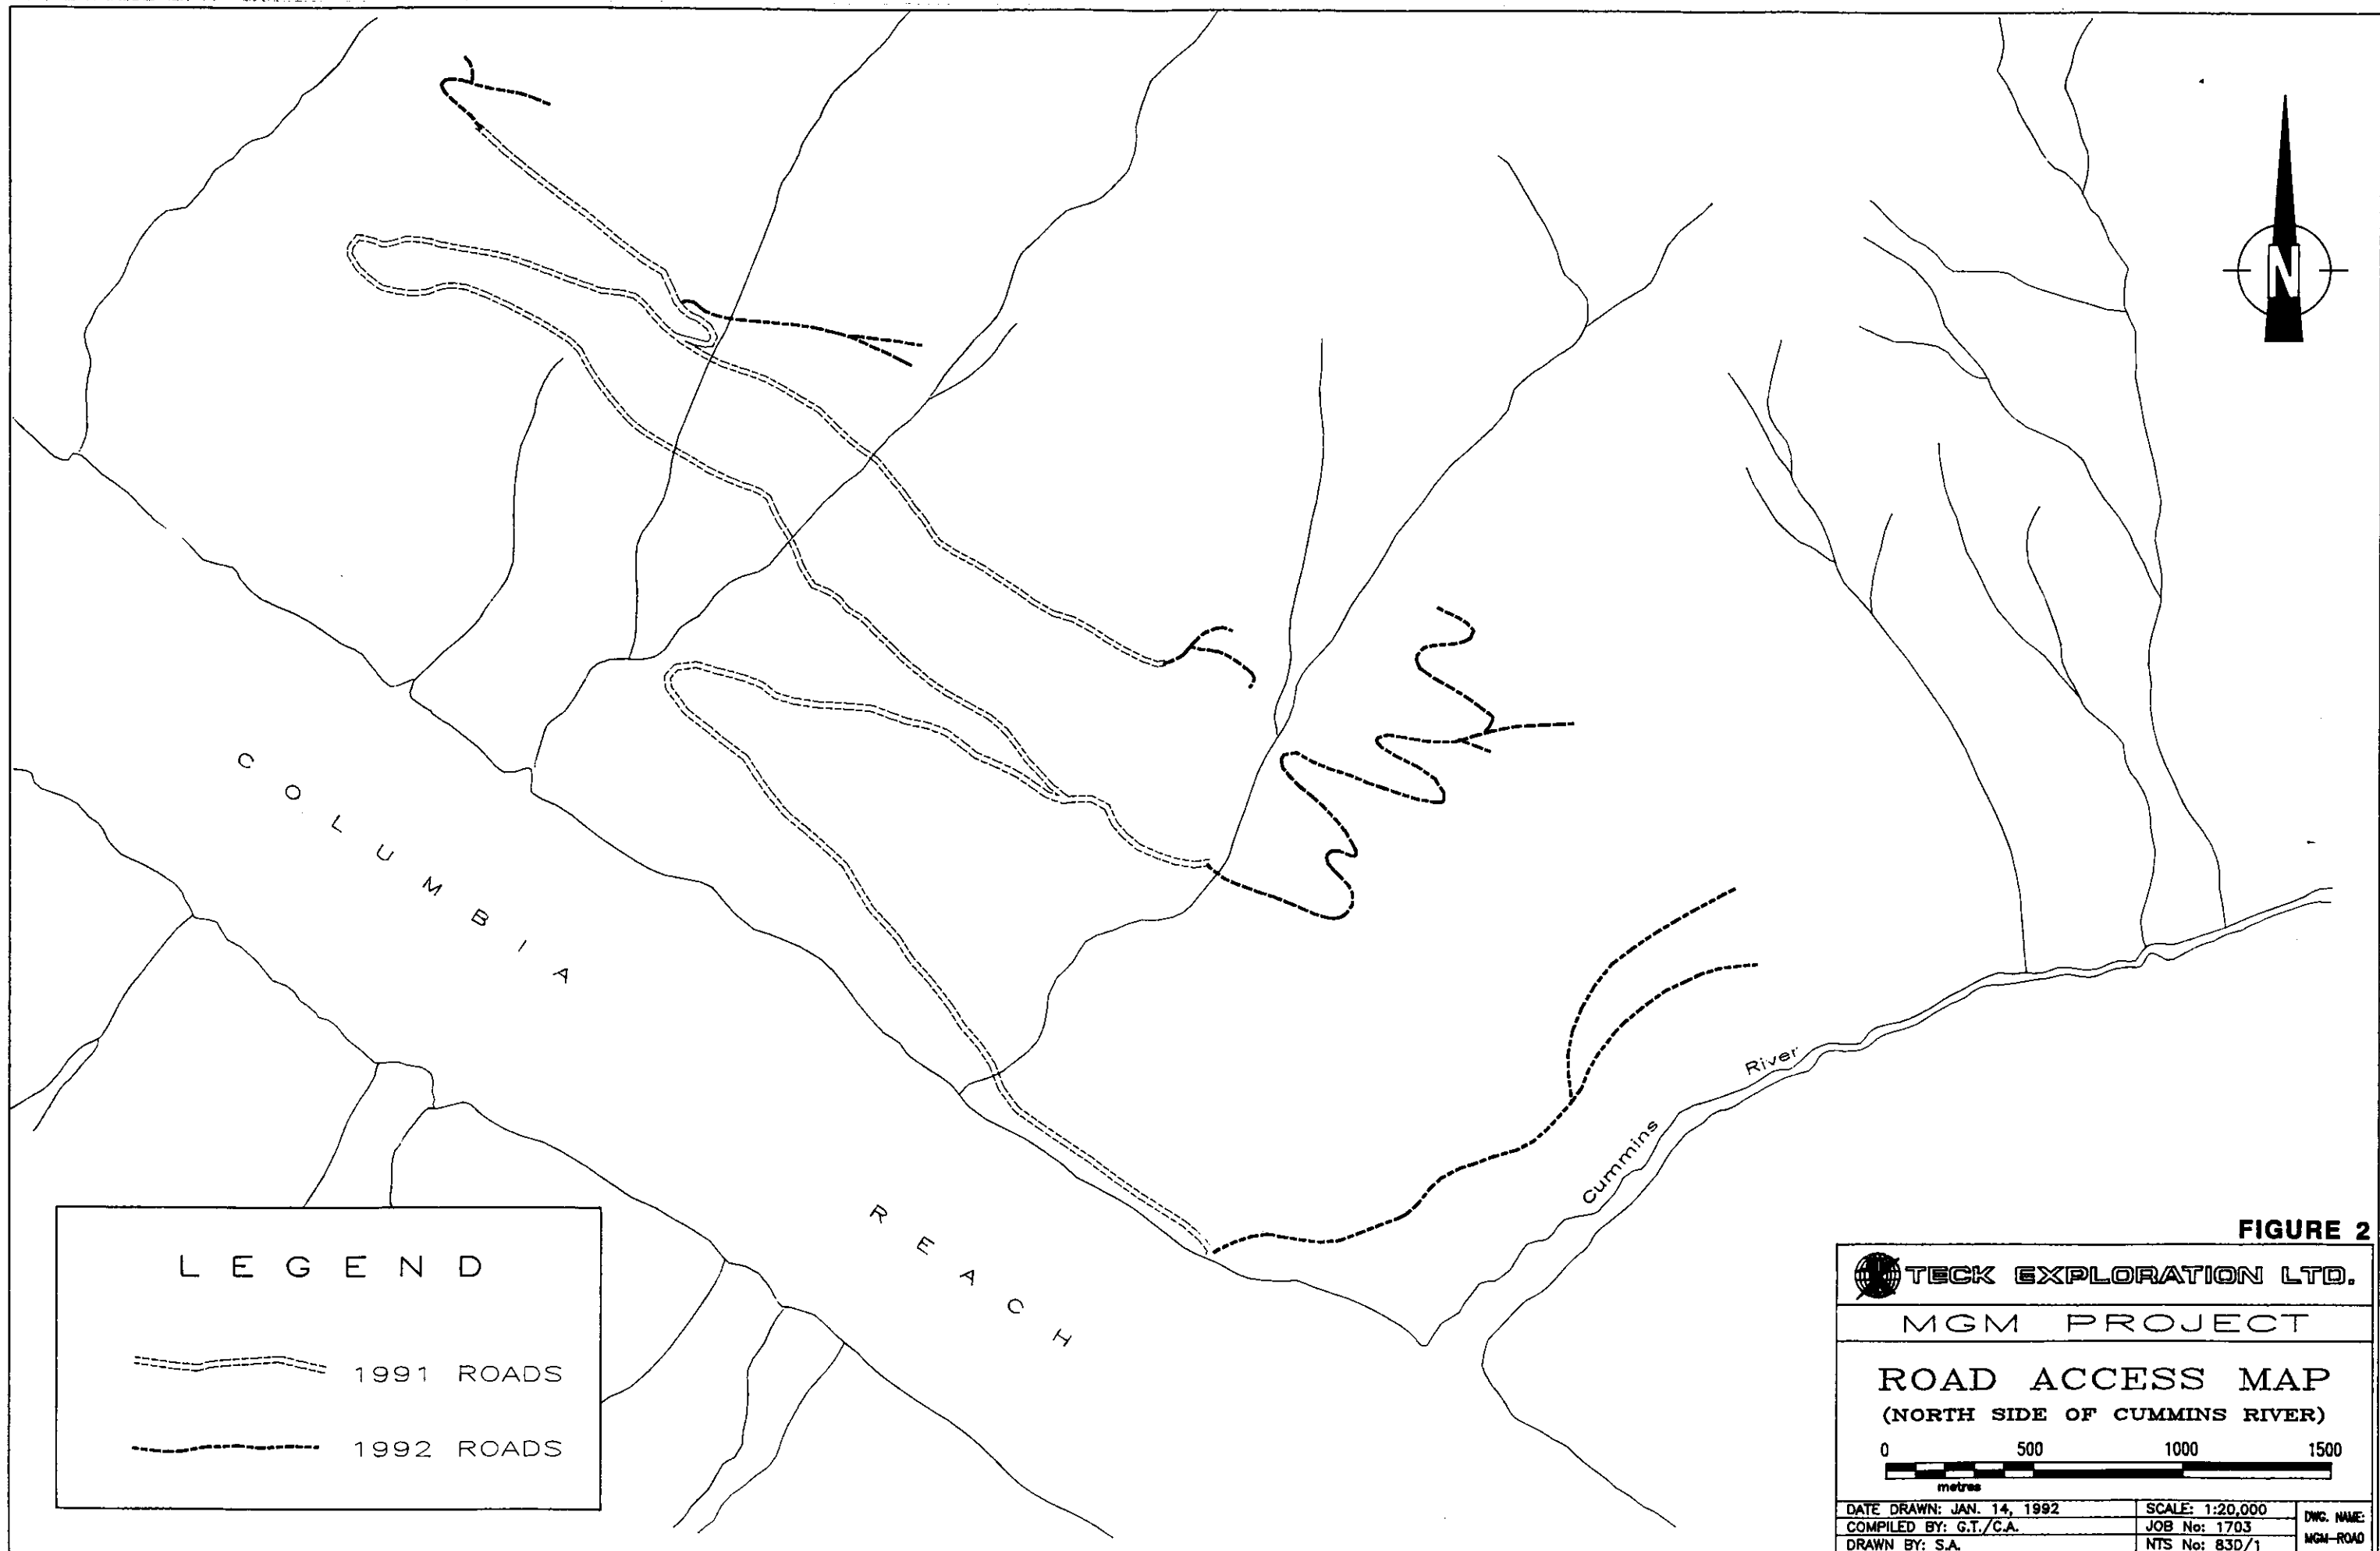 N
COLUMBIA
REACH
River
Cummins
LEGEND
1991 ROADS
1992 ROADS
FIGURE 2
TECK EXPLORATION LTD.
MGM PROJECT
ROAD ACCESS MAP
(NORTH SIDE OF CUMMINS RIVER)
0 500 1000 1500
metres
DATE DRAWN: JAN. 14, 1992
SCALE: 1:20,000
DWG. NAME:
COMPILED BY: G.T./C.A.
JOB No: 1703
MGM-ROAD
DRAWN BY: S.A.
NTS No: 83D/1